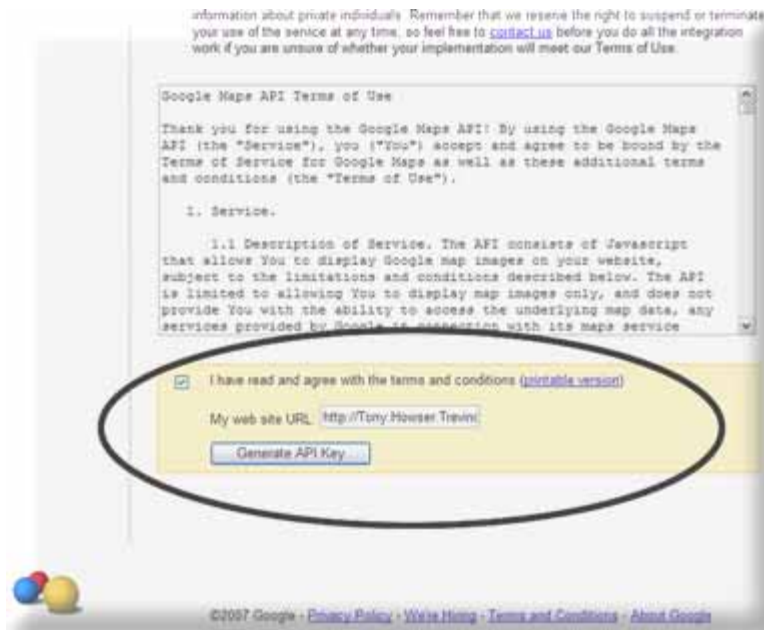 information about private individuals. Remember that we reserve the right to suspend or terminate
your use of the service at any time, so feel free to contact us before you do all the integration
work if you are unsure of whether your implementation will meet our Terms of Use.
Google Maps API Terms of Use
Thank you for using the Google Maps API! By using the Google Maps
API (the "Service"), you ("You") accept and agree to be bound by the
Terms of Service for Google Maps as well as these additional terms
and conditions (the "Terms of Use").
1. Service.
1.1 Description of Service. The API consists of Javascript
that allows You to display Google map images on your website,
subject to the limitations and conditions described below. The API
is limited to allowing You to display map images only, and does not
provide You with the ability to access the underlying map data, any
services provided by Google in connection with its maps service
I have read and agree with the terms and conditions (printable version)
My web site URL: http://Tony.Howser.Trevino
Generate API Key
©2007 Google - Privacy Policy - We're Hiring - Terms and Conditions - About Google